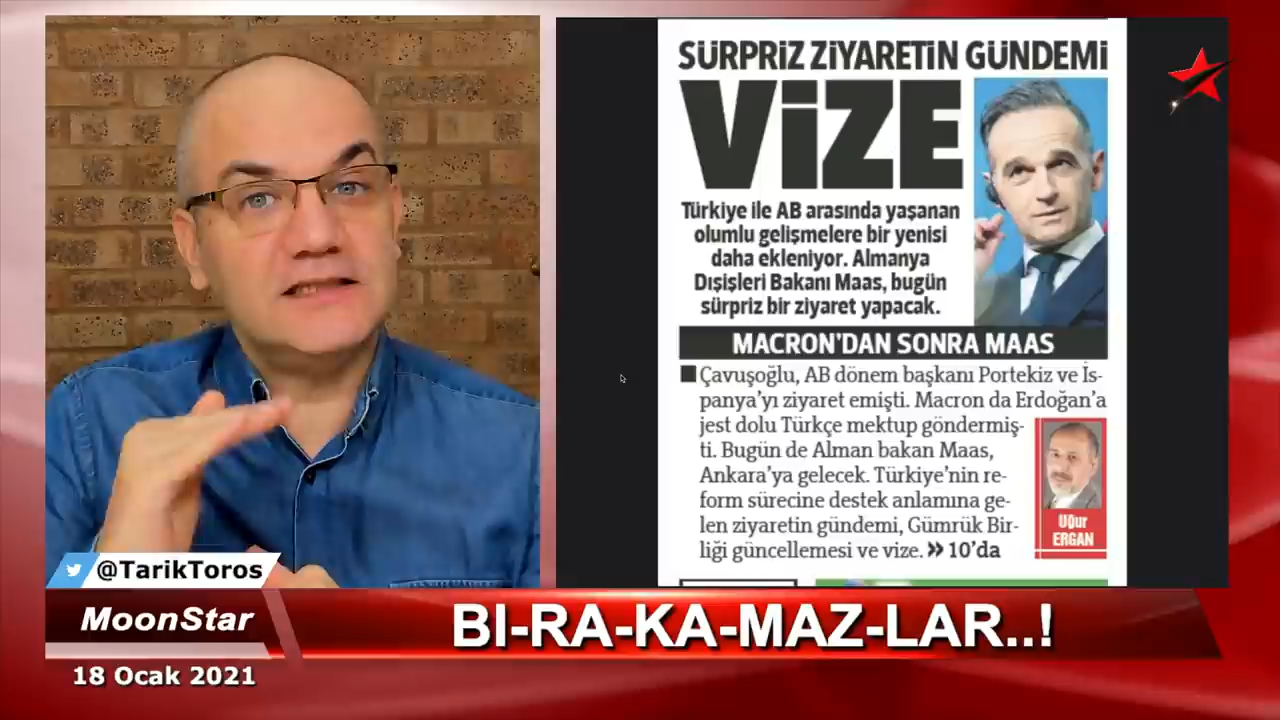 SÜRPRİZ ZİYARETİN GÜNDEMİ
VİZE
Türkiye ile AB arasında yaşanan
olumlu gelişmelere bir yenisi
daha ekleniyor. Almanya
Dışişleri Bakanı Maas, bugün
sürpriz bir ziyaret yapacak.
MACRON'DAN SONRA MAAS
Çavuşoğlu, AB dönem başkanı Portekiz ve İs-
panya'yı ziyaret emişti. Macron da Erdoğan'a
jest dolu Türkçe mektup göndermiş-
ti. Bugün de Alman bakan Maas,
Ankara'ya gelecek. Türkiye'nin re-
form sürecine destek anlamına ge-
len ziyaretin gündemi, Gümrük Bir-
liği güncellemesi ve vize. » 10'da
Uğur
ERGAN
@TarikToros
MoonStar
BI-RA-KA-MAZ-LAR..!
18 Ocak 2021